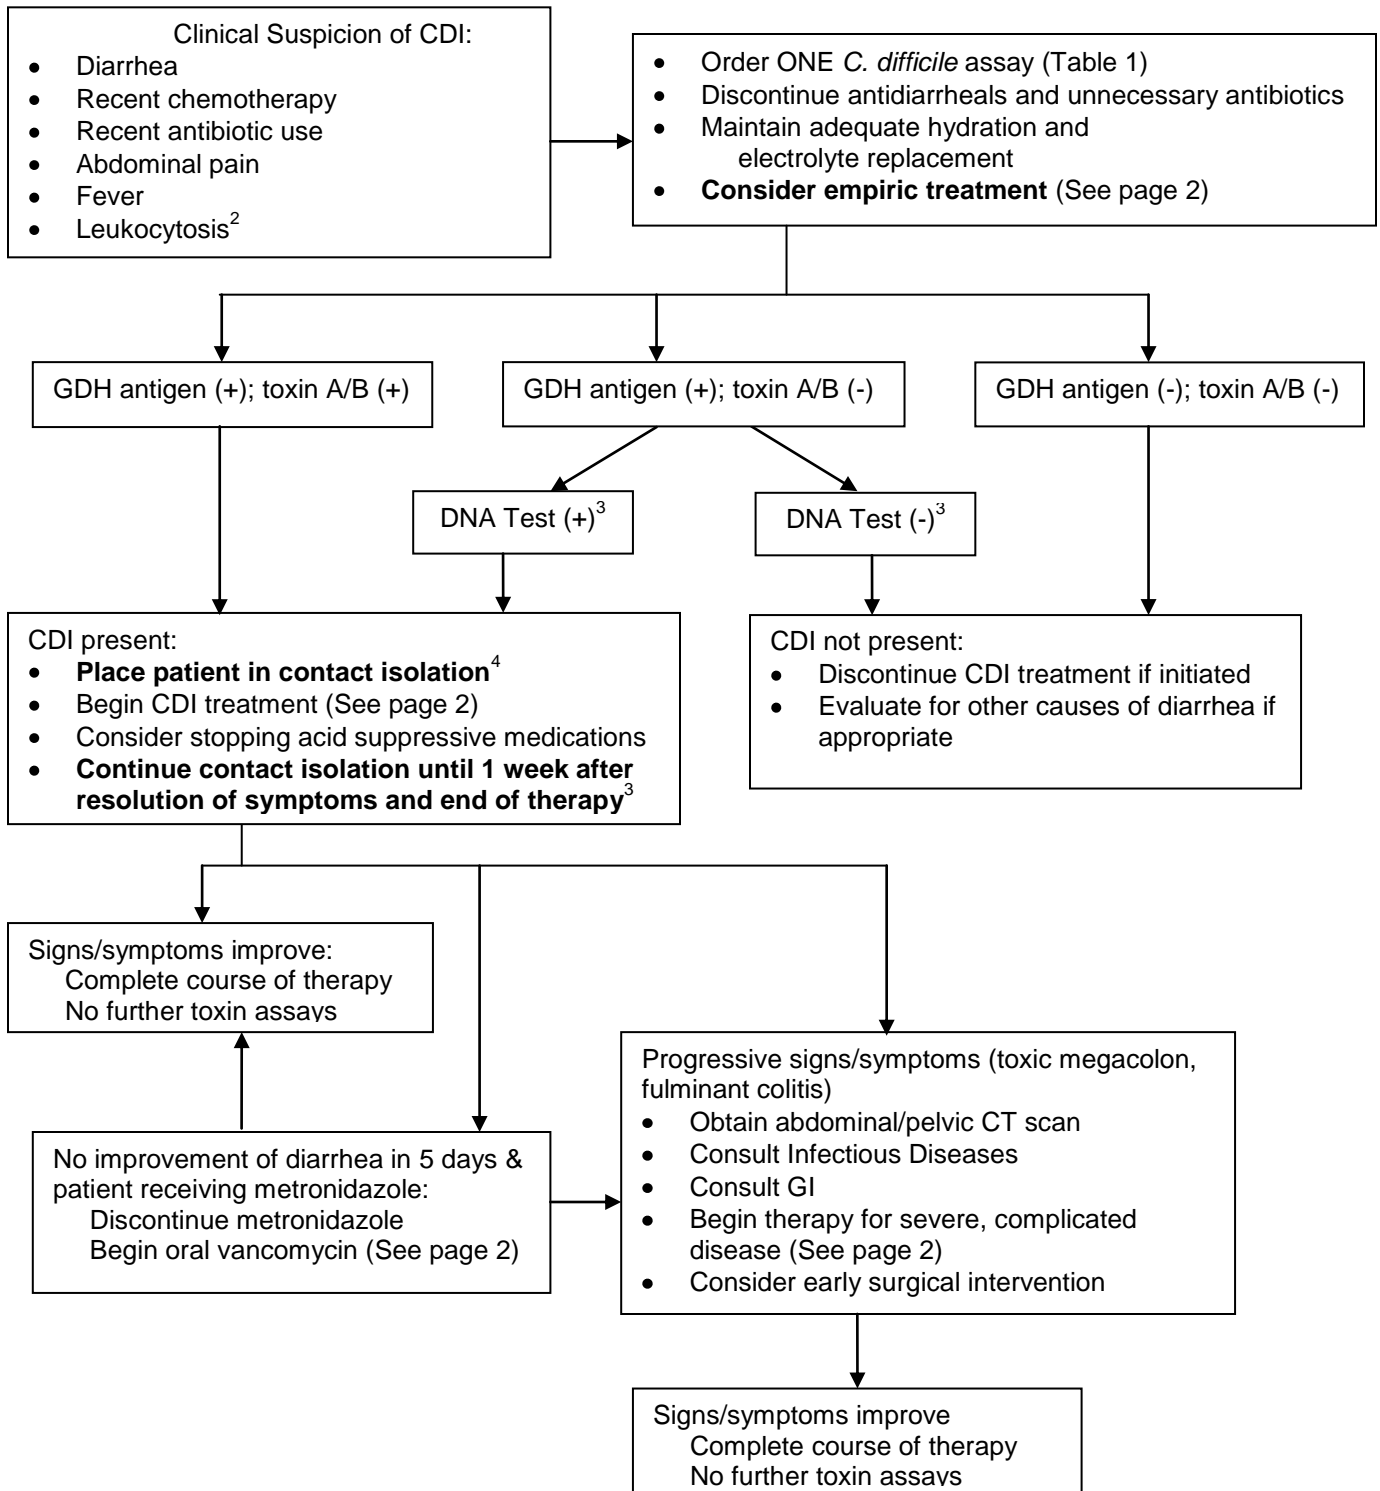 Clinical Suspicion of CDI:
• Diarrhea
• Recent chemotherapy
• Recent antibiotic use
• Abdominal pain
• Fever
• Leukocytosis2
• Order ONE C. difficile assay (Table 1)
• Discontinue antidiarrheals and unnecessary antibiotics
• Maintain adequate hydration and
electrolyte replacement
• Consider empiric treatment (See page 2)
GDH antigen (+); toxin A/B (+)
GDH antigen (+); toxin A/B (-)
GDH antigen (-); toxin A/B (-)
DNA Test (+)3
DNA Test (-)3
CDI present:
• Place patient in contact isolation4
• Begin CDI treatment (See page 2)
• Consider stopping acid suppressive medications
• Continue contact isolation until 1 week after
resolution of symptoms and end of therapy3
CDI not present:
• Discontinue CDI treatment if initiated
• Evaluate for other causes of diarrhea if
appropriate
Signs/symptoms improve:
Complete course of therapy
No further toxin assays
No improvement of diarrhea in 5 days &
patient receiving metronidazole:
Discontinue metronidazole
Begin oral vancomycin (See page 2)
Progressive signs/symptoms (toxic megacolon,
fulminant colitis)
• Obtain abdominal/pelvic CT scan
• Consult Infectious Diseases
• Consult GI
• Begin therapy for severe, complicated
disease (See page 2)
• Consider early surgical intervention
Signs/symptoms improve
Complete course of therapy
No further toxin assays